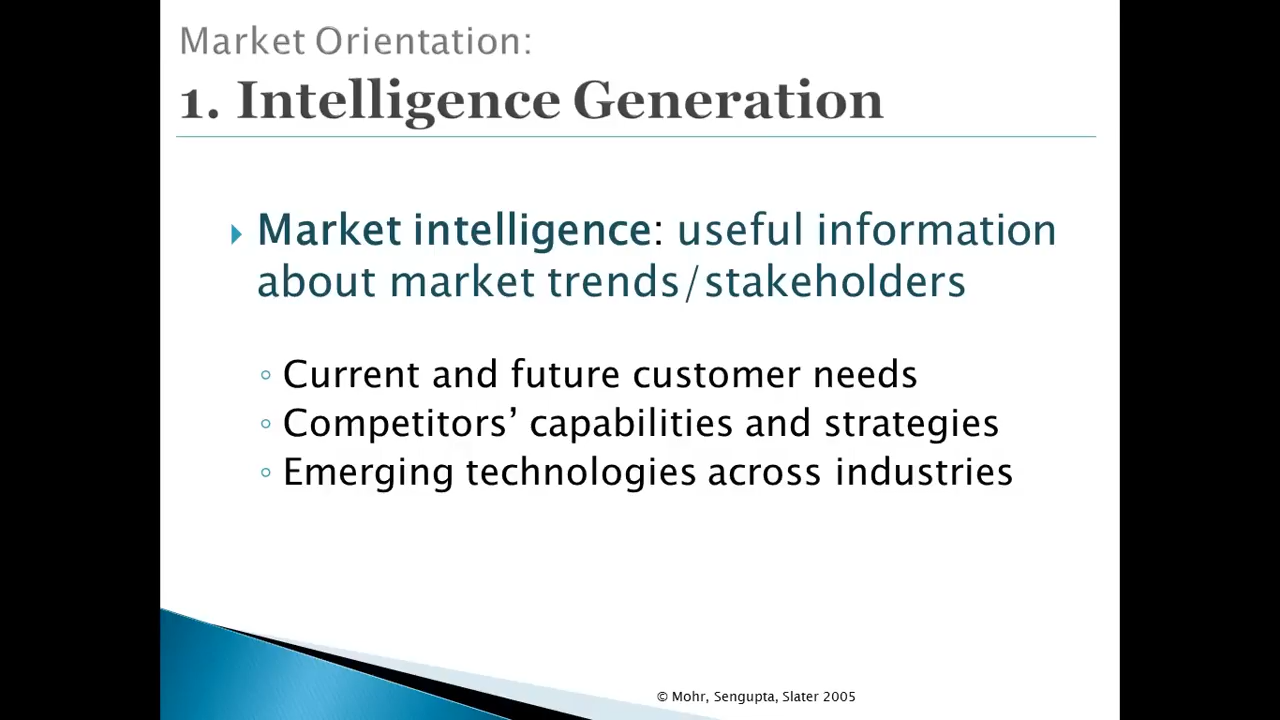 Market Orientation:
1. Intelligence Generation
Market intelligence: useful information
about market trends/stakeholders
Current and future customer needs
Competitors’ capabilities and strategies
Emerging technologies across industries
© Mohr, Sengupta, Slater 2005